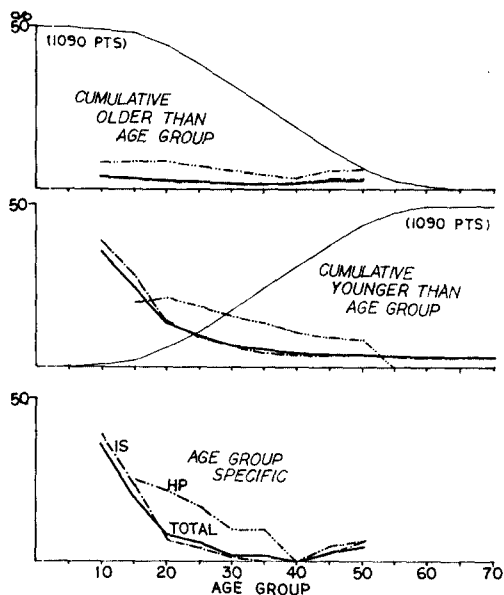 %
50
(1090 PTS)
CUMULATIVE
OLDER THAN
AGE GROUP
50
(1090 PTS)
CUMULATIVE
YOUNGER THAN
AGE GROUP
50
IS
AGE GROUP
SPECIFIC
HP
TOTAL
10 20 30 40 50 60 70
AGE GROUP